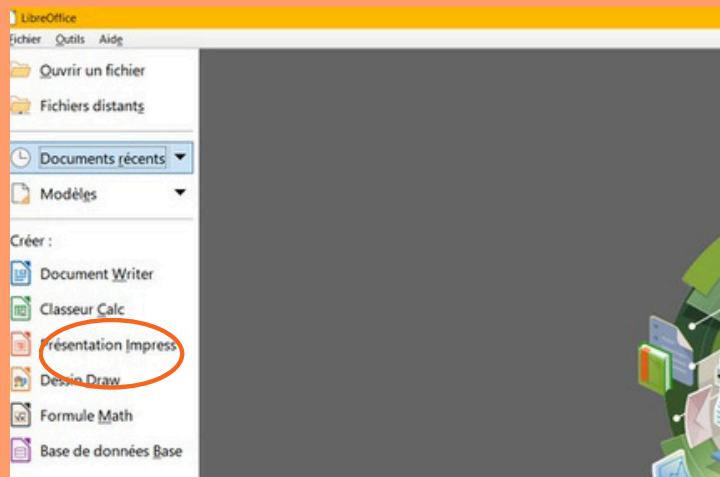 LibreOffice
Fichier Outils Aide
Ouvrir un fichier
Fichiers distants
Documents récents
Modèles
Créer :
Document Writer
Classeur Calc
Présentation Impress
Dessin Draw
Formule Math
Base de données Base